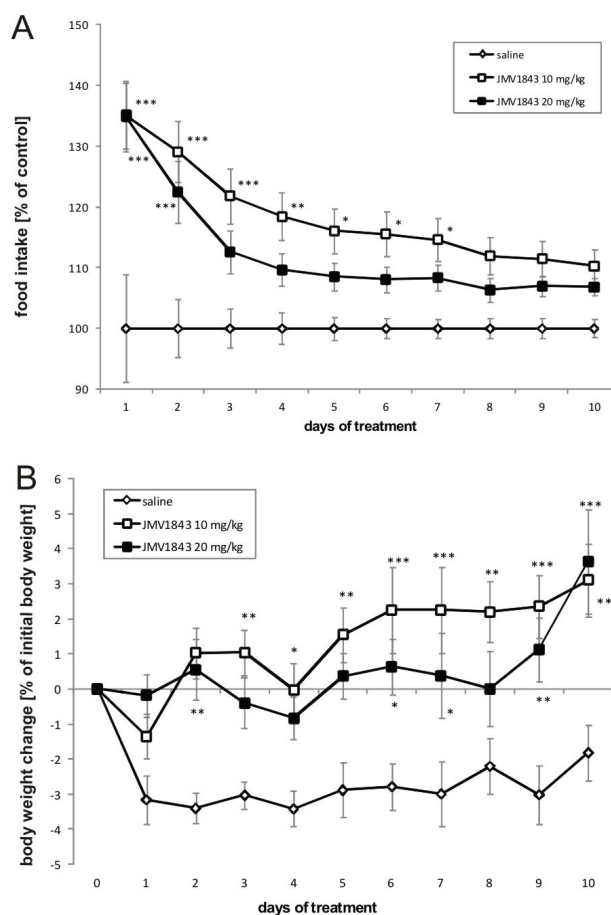 A
food intake [% of control]
150
140
130
120
110
100
90
saline
JMV1843 10 mg/kg
JMV1843 20 mg/kg
***
***
***
***
***
**
*
*
*
1 2 3 4 5 6 7 8 9 10
days of treatment
B
body weight change [% of initial body weight]
6
5
4
3
2
1
0
-1
-2
-3
-4
-5
saline
JMV1843 10 mg/kg
JMV1843 20 mg/kg
**
*
**
***
***
**
***
***
**
**
*
*
**
0 1 2 3 4 5 6 7 8 9 10
days of treatment